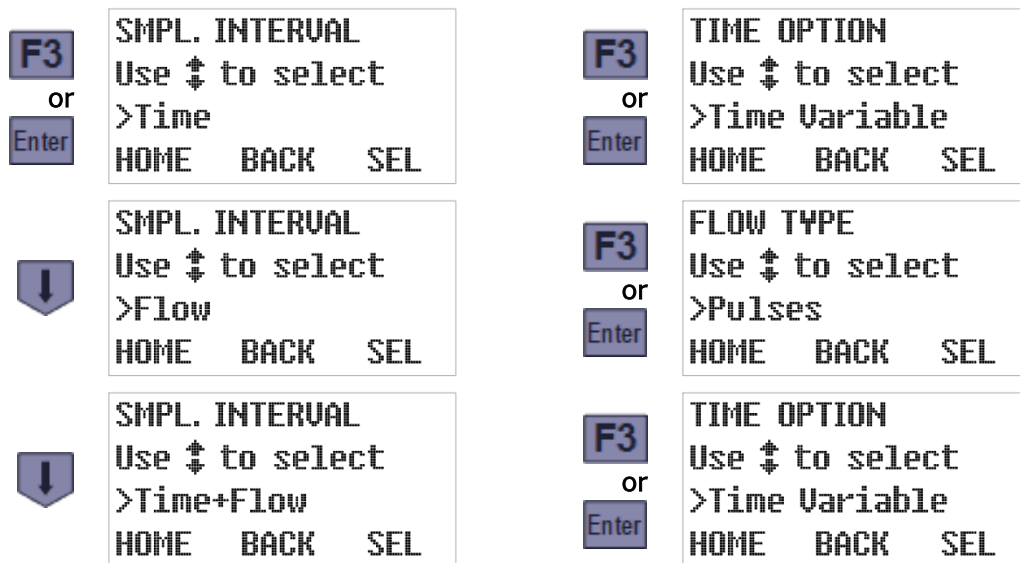 F3
or
Enter
SMPL. INTERVAL
Use ↕ to select
>Time
HOME BACK SEL
F3
or
Enter
TIME OPTION
Use ↕ to select
>Time Variable
HOME BACK SEL
SMPL. INTERVAL
Use ↕ to select
>Flow
HOME BACK SEL
F3
or
Enter
FLOW TYPE
Use ↕ to select
>Pulses
HOME BACK SEL
SMPL. INTERVAL
Use ↕ to select
>Time+Flow
HOME BACK SEL
F3
or
Enter
TIME OPTION
Use ↕ to select
>Time Variable
HOME BACK SEL